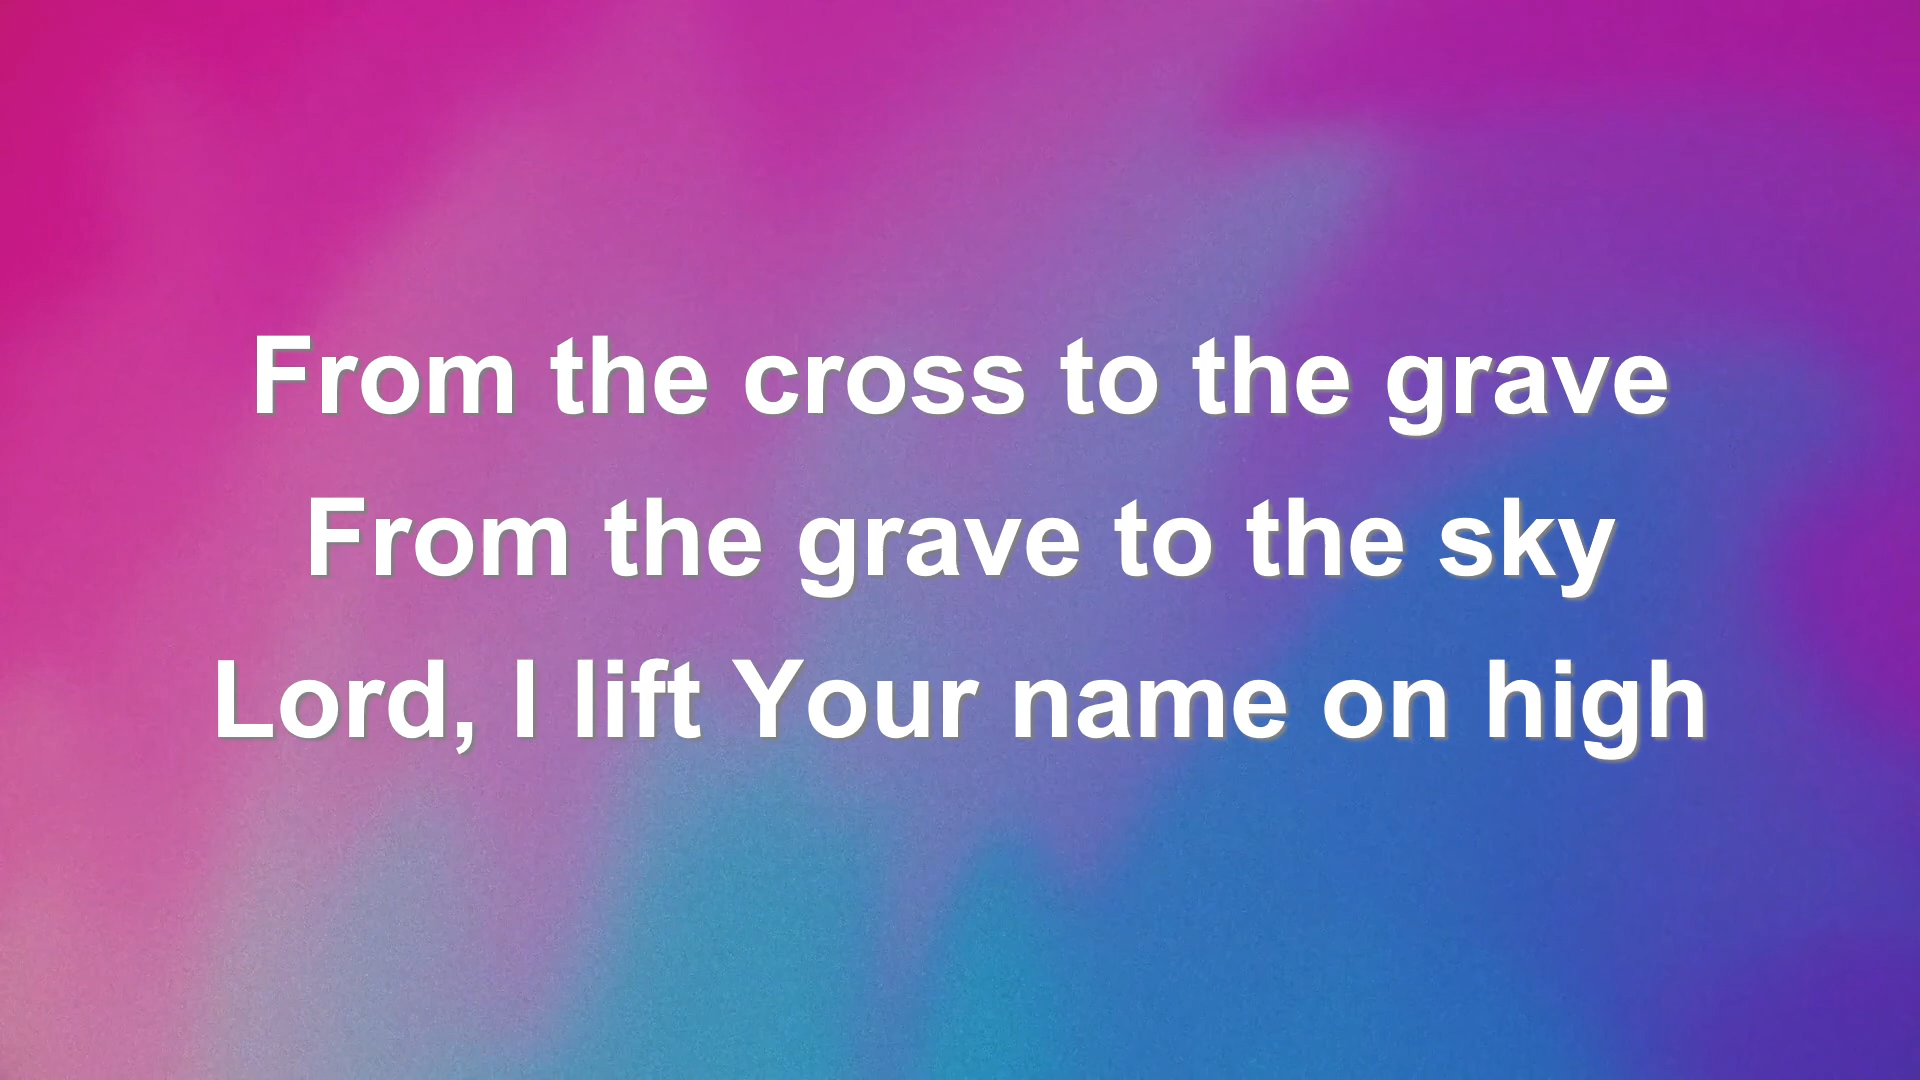 From the cross to the grave
From the grave to the sky
Lord, I lift Your name on high